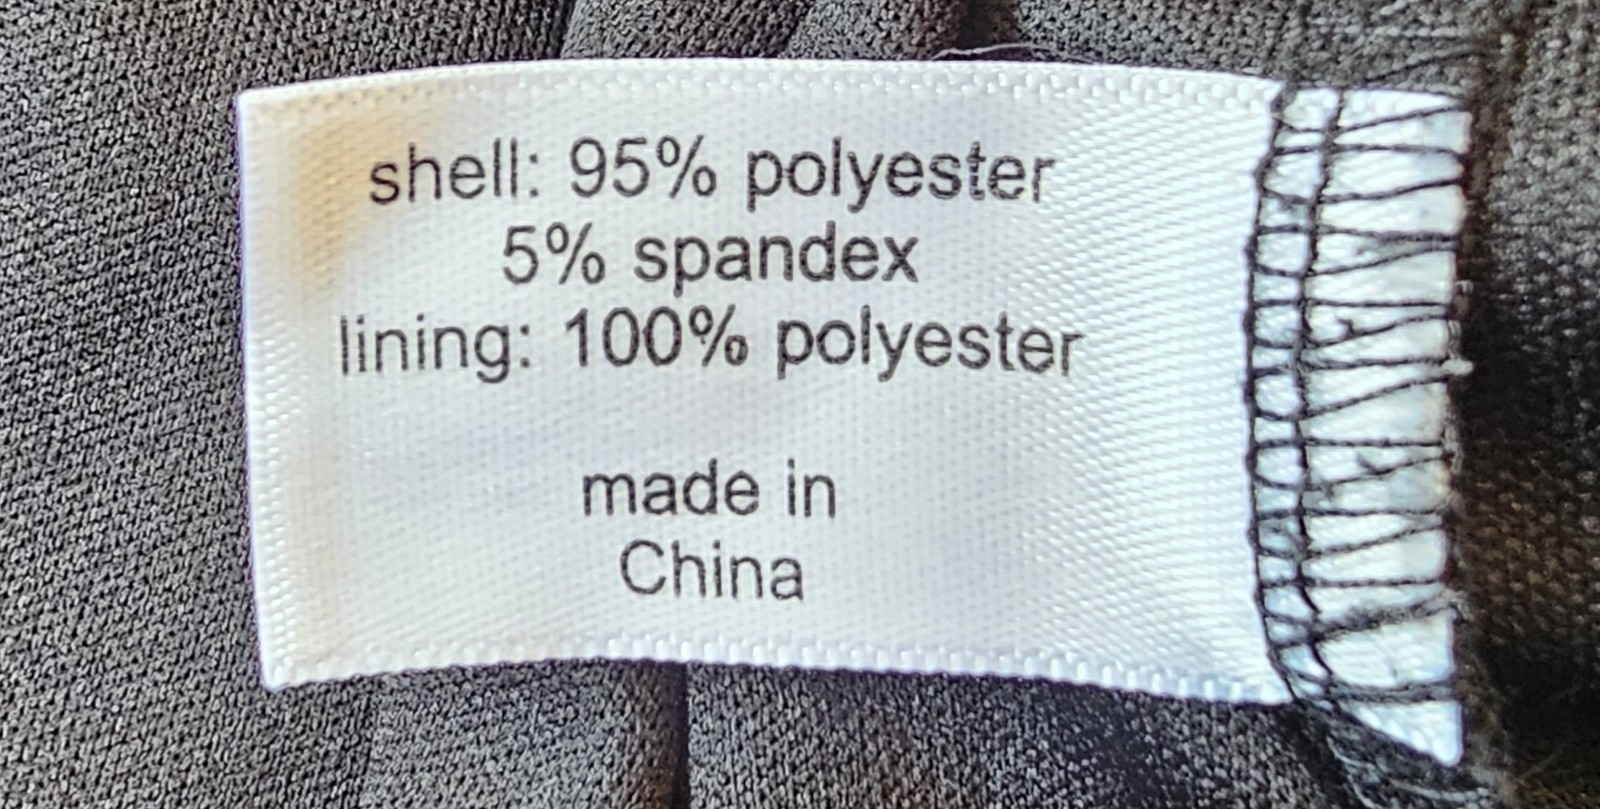 shell: 95% polyester
5% spandex
lining: 100% polyester
made in
China